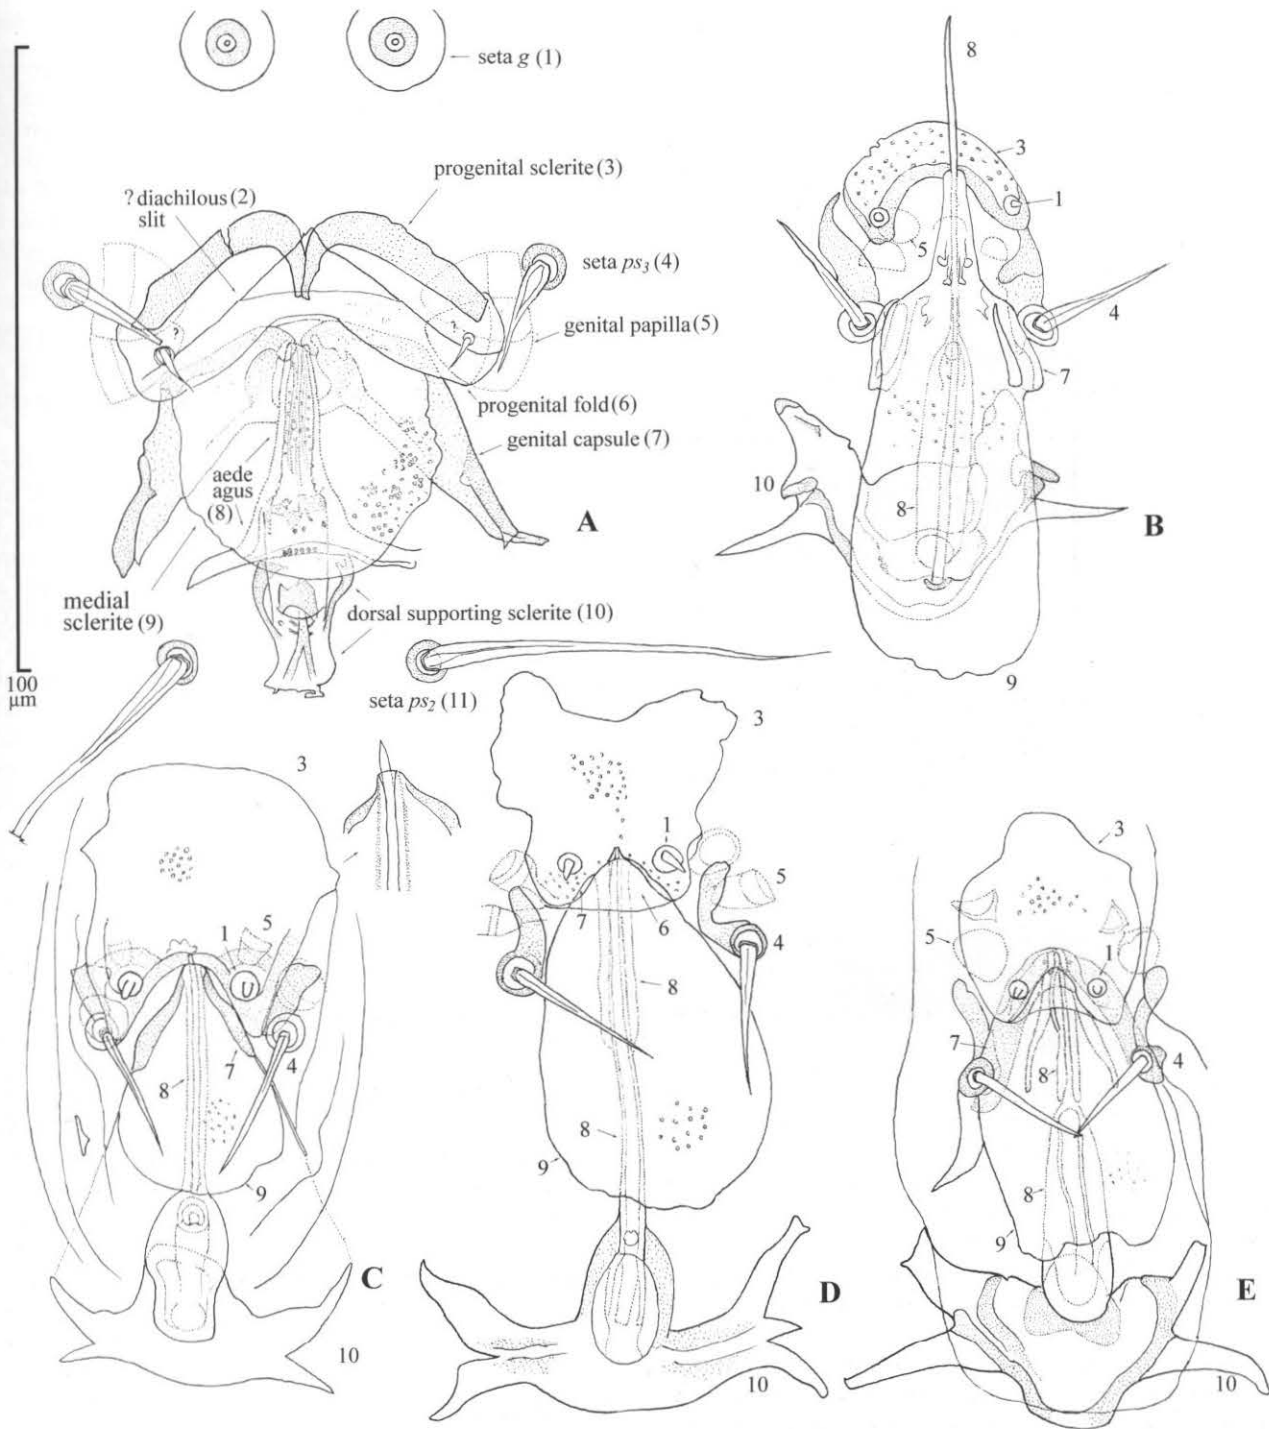 seta g (1)
8
progenital sclerite (3)
3
? diachilous (2)
slit
1
5
seta ps3 (4)
4
genital papilla (5)
7
progenital fold (6)
genital capsule (7)
aede
agus
(8)
A
10
8
B
medial
sclerite (9)
dorsal supporting sclerite (10)
9
100
µm
seta ps2 (11)
3
3
1
5
7
6
4
8
8
9
D
10
1
5
8
7
4
9
C
10
3
5
1
7
4
8
8
9
E
10